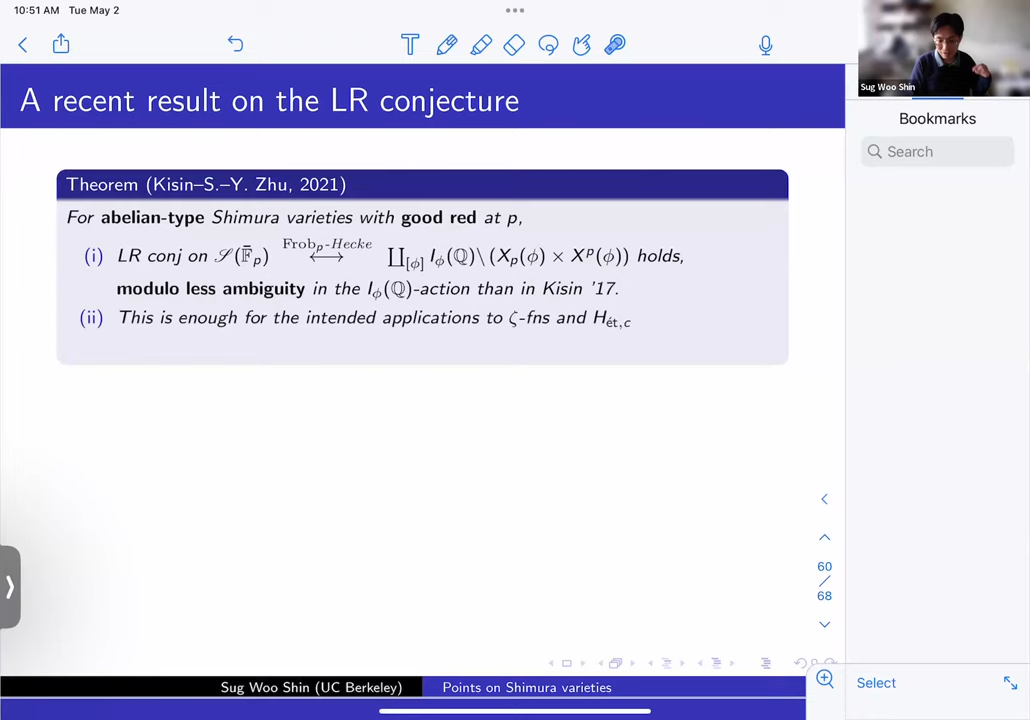 10:51 AM Tue May 2
Sug Woo Shin
A recent result on the LR conjecture
Bookmarks
Search
Theorem (Kisin–S.–Y. Zhu, 2021)
For abelian-type Shimura varieties with good red at p,
(i) LR conj on 𝒮(𝔽̄_p) ⟷^{Frob_p-Hecke} ∐_{[ϕ]} I_ϕ(ℚ)\(X_p(ϕ) × X^p(ϕ)) holds,
modulo less ambiguity in the I_ϕ(ℚ)-action than in Kisin '17.
(ii) This is enough for the intended applications to ζ-fns and H_{ét,c}
60
/
68
Sug Woo Shin (UC Berkeley) Points on Shimura varieties
Select